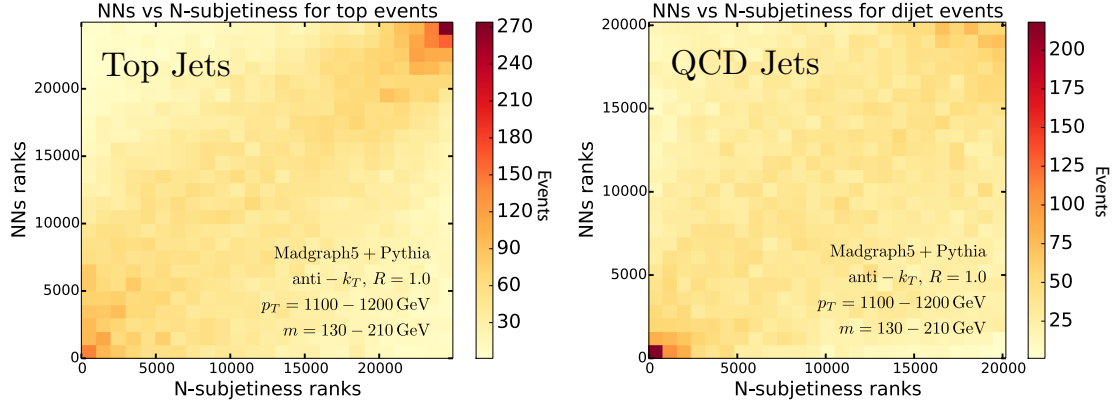 NNs vs N-subjetiness for top events
Top Jets
NNs ranks
20000
15000
10000
5000
0
0
5000
10000
15000
20000
N-subjetiness ranks
Madgraph5 + Pythia
anti − k_T, R = 1.0
p_T = 1100 − 1200 GeV
m = 130 − 210 GeV
270
240
210
180
150
120
90
60
30
Events
NNs vs N-subjetiness for dijet events
QCD Jets
NNs ranks
20000
15000
10000
5000
0
0
5000
10000
15000
20000
N-subjetiness ranks
Madgraph5 + Pythia
anti − k_T, R = 1.0
p_T = 1100 − 1200 GeV
m = 130 − 210 GeV
200
175
150
125
100
75
50
25
Events